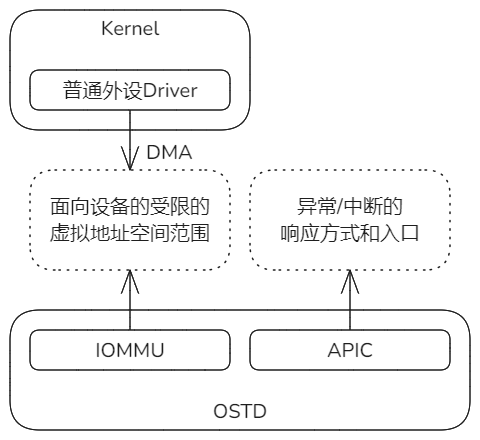 Kernel
普通外设Driver
DMA
面向设备的受限的
虚拟地址空间范围
异常/中断的
响应方式和入口
IOMMU
APIC
OSTD